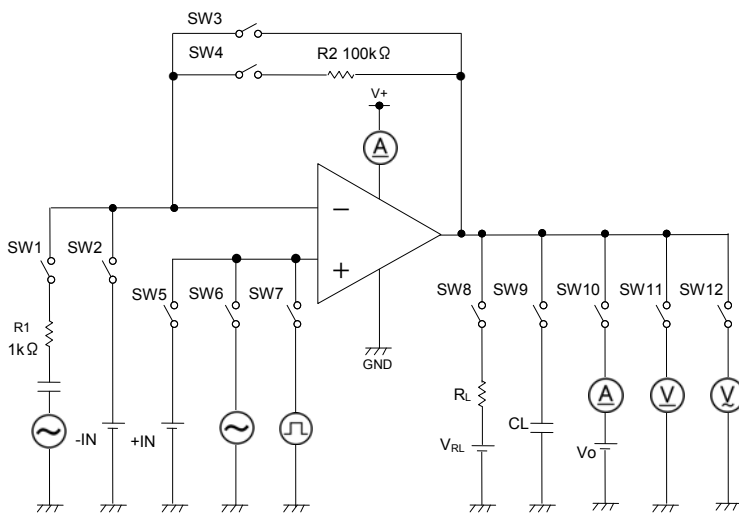 SW3
SW4
R2 100kΩ
V+
A
−
+
SW1
SW2
SW5
SW6
SW7
SW8
SW9
SW10
SW11
SW12
R1
1kΩ
GND
-IN
+IN
RL
VRL
CL
A
Vo
V
V